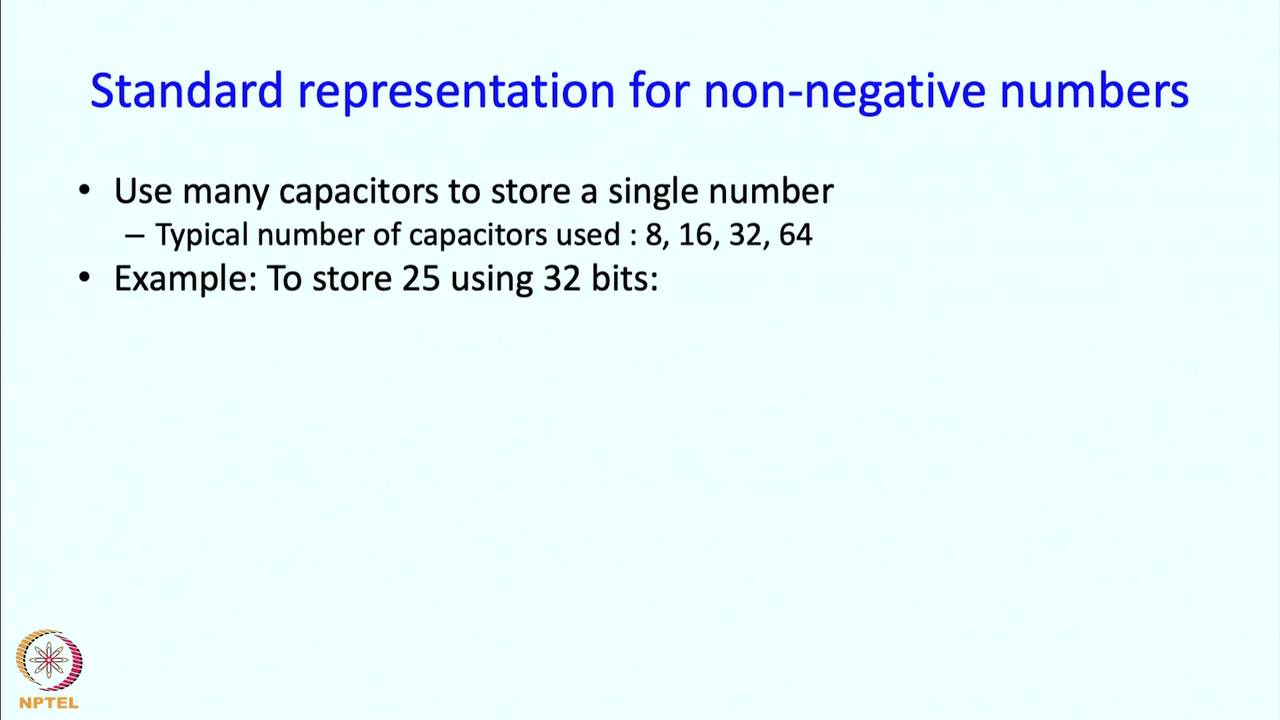 Standard representation for non-negative numbers
• Use many capacitors to store a single number
– Typical number of capacitors used : 8, 16, 32, 64
• Example: To store 25 using 32 bits:
NPTEL